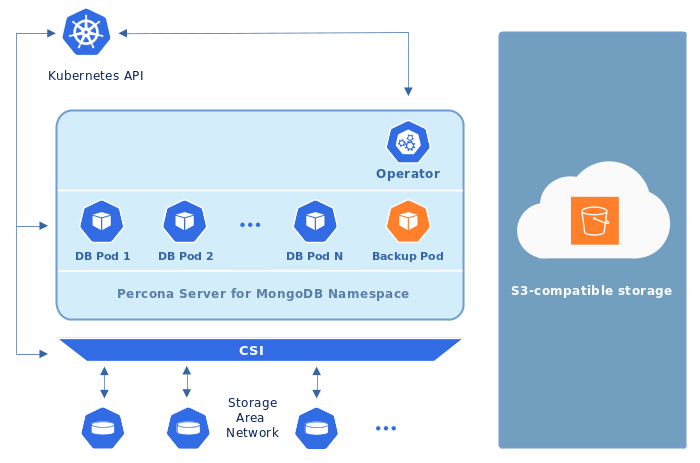 Kubernetes API
Operator
DB Pod 1
DB Pod 2
DB Pod N
Backup Pod
Percona Server for MongoDB Namespace
CSI
Storage
Area
Network
S3-compatible storage